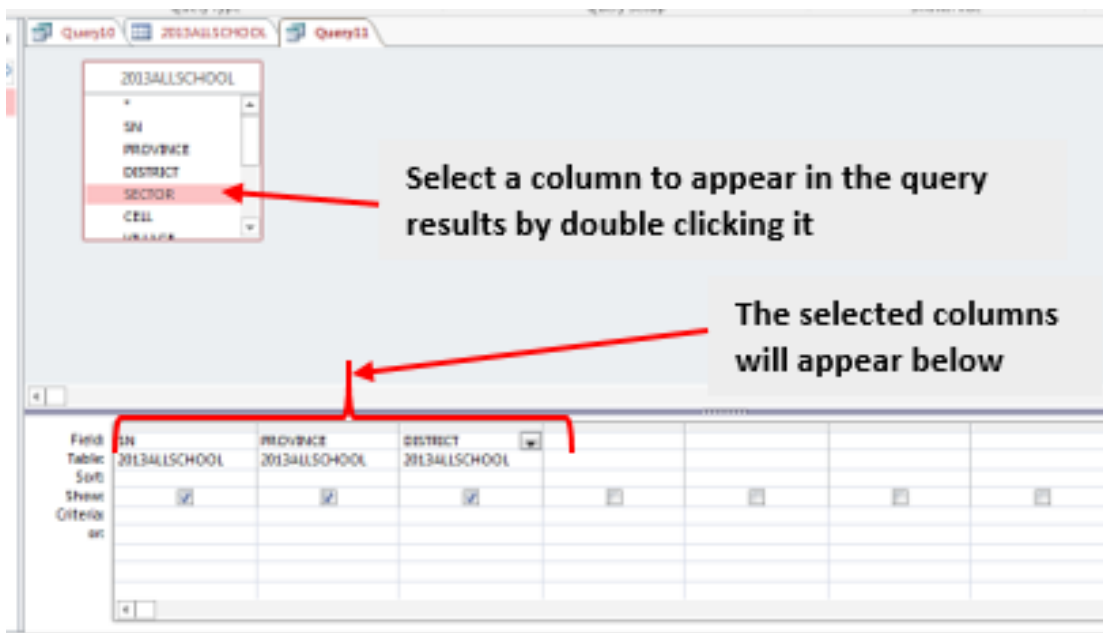 Query10 2013ALLSCHOOL Query11
2013ALLSCHOOL
*
SN
PROVINCE
DISTRICT
SECTOR
CELL
Select a column to appear in the query
results by double clicking it
The selected columns
will appear below
Field: SN PROVINCE DISTRICT
Table: 2013ALLSCHOOL 2013ALLSCHOOL 2013ALLSCHOOL
Sort:
Show:
Criteria:
or: